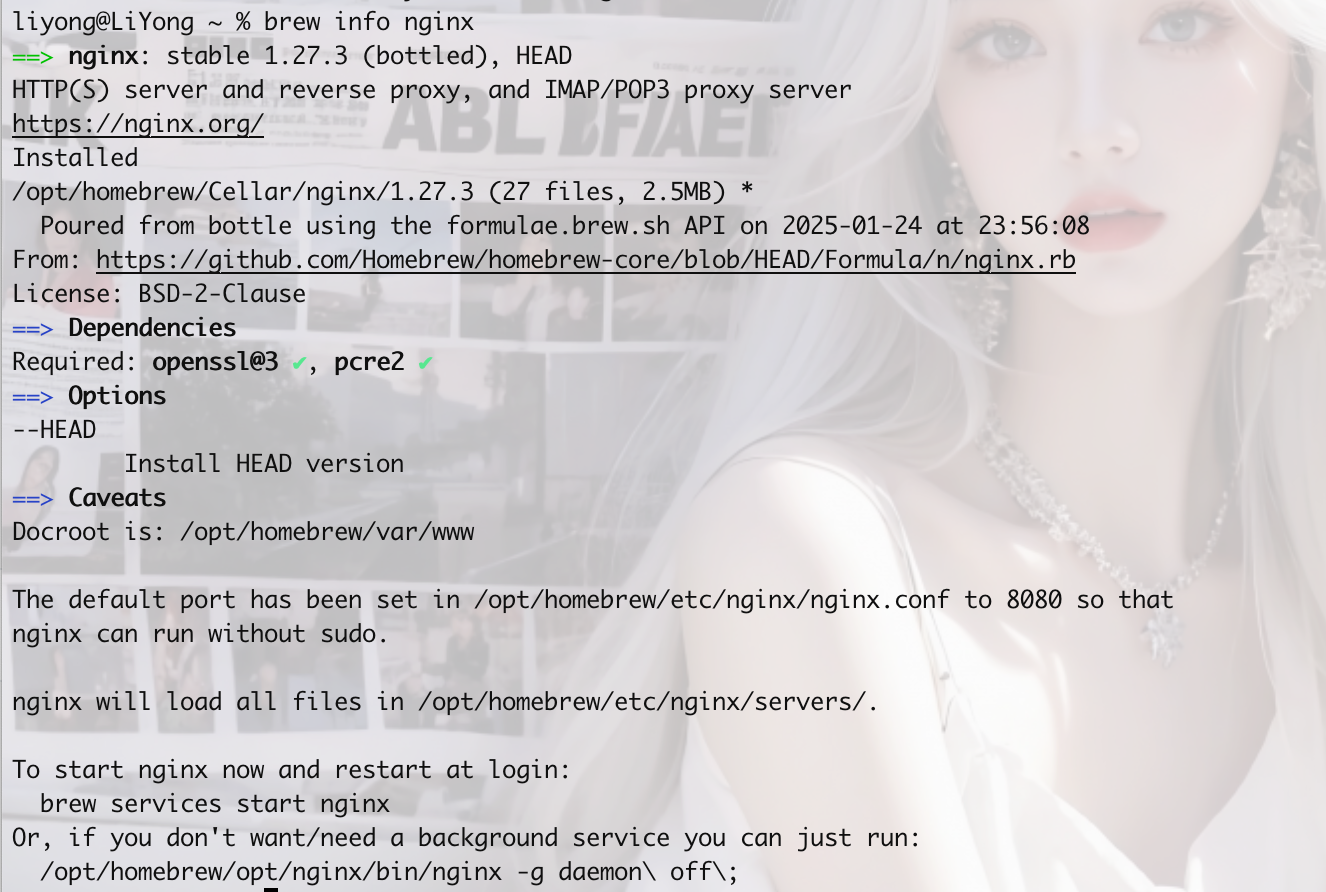 liyong@LiYong ~ % brew info nginx
==> nginx: stable 1.27.3 (bottled), HEAD
HTTP(S) server and reverse proxy, and IMAP/POP3 proxy server
https://nginx.org/
Installed
/opt/homebrew/Cellar/nginx/1.27.3 (27 files, 2.5MB) *
  Poured from bottle using the formulae.brew.sh API on 2025-01-24 at 23:56:08
From: https://github.com/Homebrew/homebrew-core/blob/HEAD/Formula/n/nginx.rb
License: BSD-2-Clause
==> Dependencies
Required: openssl@3 ✔, pcre2 ✔
==> Options
--HEAD
        Install HEAD version
==> Caveats
Docroot is: /opt/homebrew/var/www

The default port has been set in /opt/homebrew/etc/nginx/nginx.conf to 8080 so that
nginx can run without sudo.

nginx will load all files in /opt/homebrew/etc/nginx/servers/.

To start nginx now and restart at login:
  brew services start nginx
Or, if you don't want/need a background service you can just run:
  /opt/homebrew/opt/nginx/bin/nginx -g daemon\ off\;